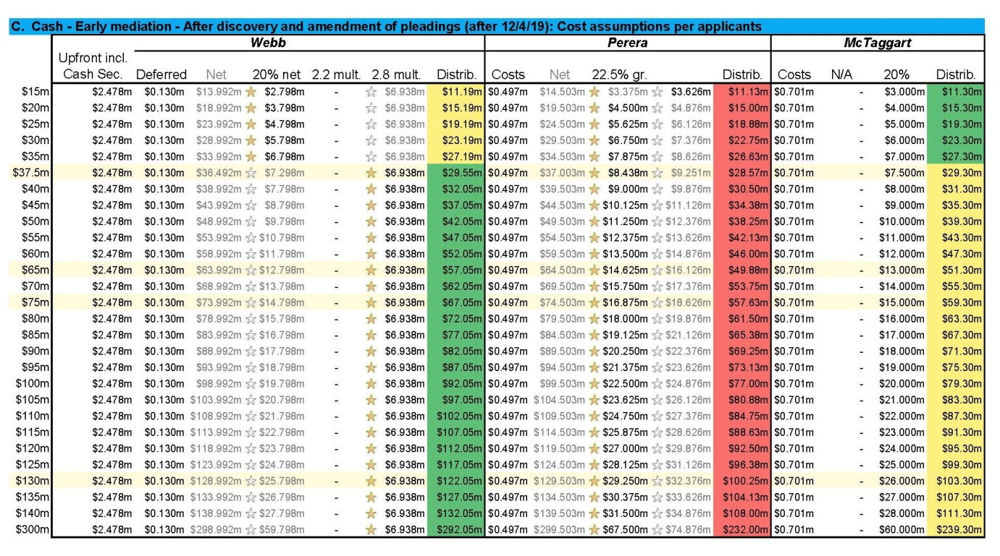 C. Cash - Early mediation - After discovery and amendment of pleadings (after 12/4/19): Cost assumptions per applicants
Webb Perera McTaggart
Upfront incl.
Cash Sec. Deferred Net 20% net 2.2 mult. 2.8 mult. Distrib. Costs Net 22.5% gr. Distrib. Costs N/A 20% Distrib.
$15m $2.478m $0.130m $13.992m $2.798m - $6.938m $11.19m $0.497m $14.503m $3.375m $3.626m $11.13m $0.701m - $3.000m $11.30m
$20m $2.478m $0.130m $18.992m $3.798m - $6.938m $15.19m $0.497m $19.503m $4.500m $4.876m $15.00m $0.701m - $4.000m $15.30m
$25m $2.478m $0.130m $23.992m $4.798m - $6.938m $19.19m $0.497m $24.503m $5.625m $6.126m $18.88m $0.701m - $5.000m $19.30m
$30m $2.478m $0.130m $28.992m $5.798m - $6.938m $23.19m $0.497m $29.503m $6.750m $7.376m $22.75m $0.701m - $6.000m $23.30m
$35m $2.478m $0.130m $33.992m $6.798m - $6.938m $27.19m $0.497m $34.503m $7.875m $8.626m $26.63m $0.701m - $7.000m $27.30m
$37.5m $2.478m $0.130m $36.492m $7.298m - $6.938m $29.55m $0.497m $37.003m $8.438m $9.251m $28.57m $0.701m - $7.500m $29.30m
$40m $2.478m $0.130m $38.992m $7.798m - $6.938m $32.05m $0.497m $39.503m $9.000m $9.876m $30.50m $0.701m - $8.000m $31.30m
$45m $2.478m $0.130m $43.992m $8.798m - $6.938m $37.05m $0.497m $44.503m $10.125m $11.126m $34.38m $0.701m - $9.000m $35.30m
$50m $2.478m $0.130m $48.992m $9.798m - $6.938m $42.05m $0.497m $49.503m $11.250m $12.376m $38.25m $0.701m - $10.000m $39.30m
$55m $2.478m $0.130m $53.992m $10.798m - $6.938m $47.05m $0.497m $54.503m $12.375m $13.626m $42.13m $0.701m - $11.000m $43.30m
$60m $2.478m $0.130m $58.992m $11.798m - $6.938m $52.05m $0.497m $59.503m $13.500m $14.876m $46.00m $0.701m - $12.000m $47.30m
$65m $2.478m $0.130m $63.992m $12.798m - $6.938m $57.05m $0.497m $64.503m $14.625m $16.126m $49.88m $0.701m - $13.000m $51.30m
$70m $2.478m $0.130m $68.992m $13.798m - $6.938m $62.05m $0.497m $69.503m $15.750m $17.376m $53.75m $0.701m - $14.000m $55.30m
$75m $2.478m $0.130m $73.992m $14.798m - $6.938m $67.05m $0.497m $74.503m $16.875m $18.626m $57.63m $0.701m - $15.000m $59.30m
$80m $2.478m $0.130m $78.992m $15.798m - $6.938m $72.05m $0.497m $79.503m $18.000m $19.876m $61.50m $0.701m - $16.000m $63.30m
$85m $2.478m $0.130m $83.992m $16.798m - $6.938m $77.05m $0.497m $84.503m $19.125m $21.126m $65.38m $0.701m - $17.000m $67.30m
$90m $2.478m $0.130m $88.992m $17.798m - $6.938m $82.05m $0.497m $89.503m $20.250m $22.376m $69.25m $0.701m - $18.000m $71.30m
$95m $2.478m $0.130m $93.992m $18.798m - $6.938m $87.05m $0.497m $94.503m $21.375m $23.626m $73.13m $0.701m - $19.000m $75.30m
$100m $2.478m $0.130m $98.992m $19.798m - $6.938m $92.05m $0.497m $99.503m $22.500m $24.876m $77.00m $0.701m - $20.000m $79.30m
$105m $2.478m $0.130m $103.992m $20.798m - $6.938m $97.05m $0.497m $104.503m $23.625m $26.126m $80.88m $0.701m - $21.000m $83.30m
$110m $2.478m $0.130m $108.992m $21.798m - $6.938m $102.05m $0.497m $109.503m $24.750m $27.376m $84.75m $0.701m - $22.000m $87.30m
$115m $2.478m $0.130m $113.992m $22.798m - $6.938m $107.05m $0.497m $114.503m $25.875m $28.626m $88.63m $0.701m - $23.000m $91.30m
$120m $2.478m $0.130m $118.992m $23.798m - $6.938m $112.05m $0.497m $119.503m $27.000m $29.876m $92.50m $0.701m - $24.000m $95.30m
$125m $2.478m $0.130m $123.992m $24.798m - $6.938m $117.05m $0.497m $124.503m $28.125m $31.126m $96.38m $0.701m - $25.000m $99.30m
$130m $2.478m $0.130m $128.992m $25.798m - $6.938m $122.05m $0.497m $129.503m $29.250m $32.376m $100.25m $0.701m - $26.000m $103.30m
$135m $2.478m $0.130m $133.992m $26.798m - $6.938m $127.05m $0.497m $134.503m $30.375m $33.626m $104.13m $0.701m - $27.000m $107.30m
$140m $2.478m $0.130m $138.992m $27.798m - $6.938m $132.05m $0.497m $139.503m $31.500m $34.876m $108.00m $0.701m - $28.000m $111.30m
$300m $2.478m $0.130m $298.992m $59.798m - $6.938m $292.05m $0.497m $299.503m $67.500m $74.876m $232.00m $0.701m - $60.000m $239.30m